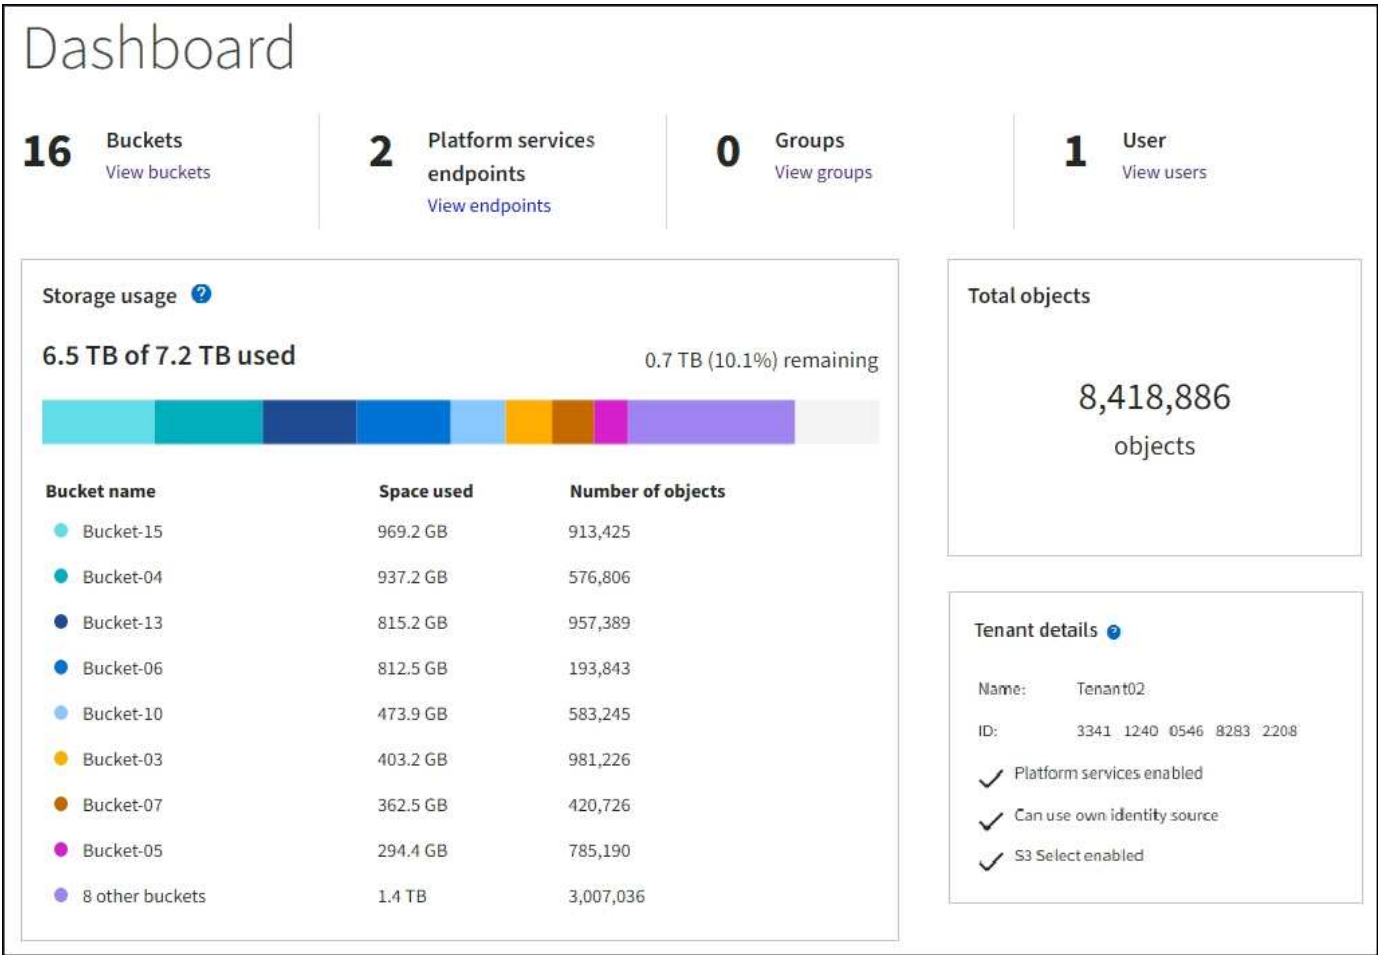 Dashboard
16 Buckets
View buckets
2 Platform services
endpoints
View endpoints
0 Groups
View groups
1 User
View users
Storage usage ?
6.5 TB of 7.2 TB used
0.7 TB (10.1%) remaining
Bucket name Space used Number of objects
Bucket-15 969.2 GB 913,425
Bucket-04 937.2 GB 576,806
Bucket-13 815.2 GB 957,389
Bucket-06 812.5 GB 193,843
Bucket-10 473.9 GB 583,245
Bucket-03 403.2 GB 981,226
Bucket-07 362.5 GB 420,726
Bucket-05 294.4 GB 785,190
8 other buckets 1.4 TB 3,007,036
Total objects
8,418,886
objects
Tenant details ?
Name: Tenant02
ID: 3341 1240 0546 8283 2208
Platform services enabled
Can use own identity source
S3 Select enabled